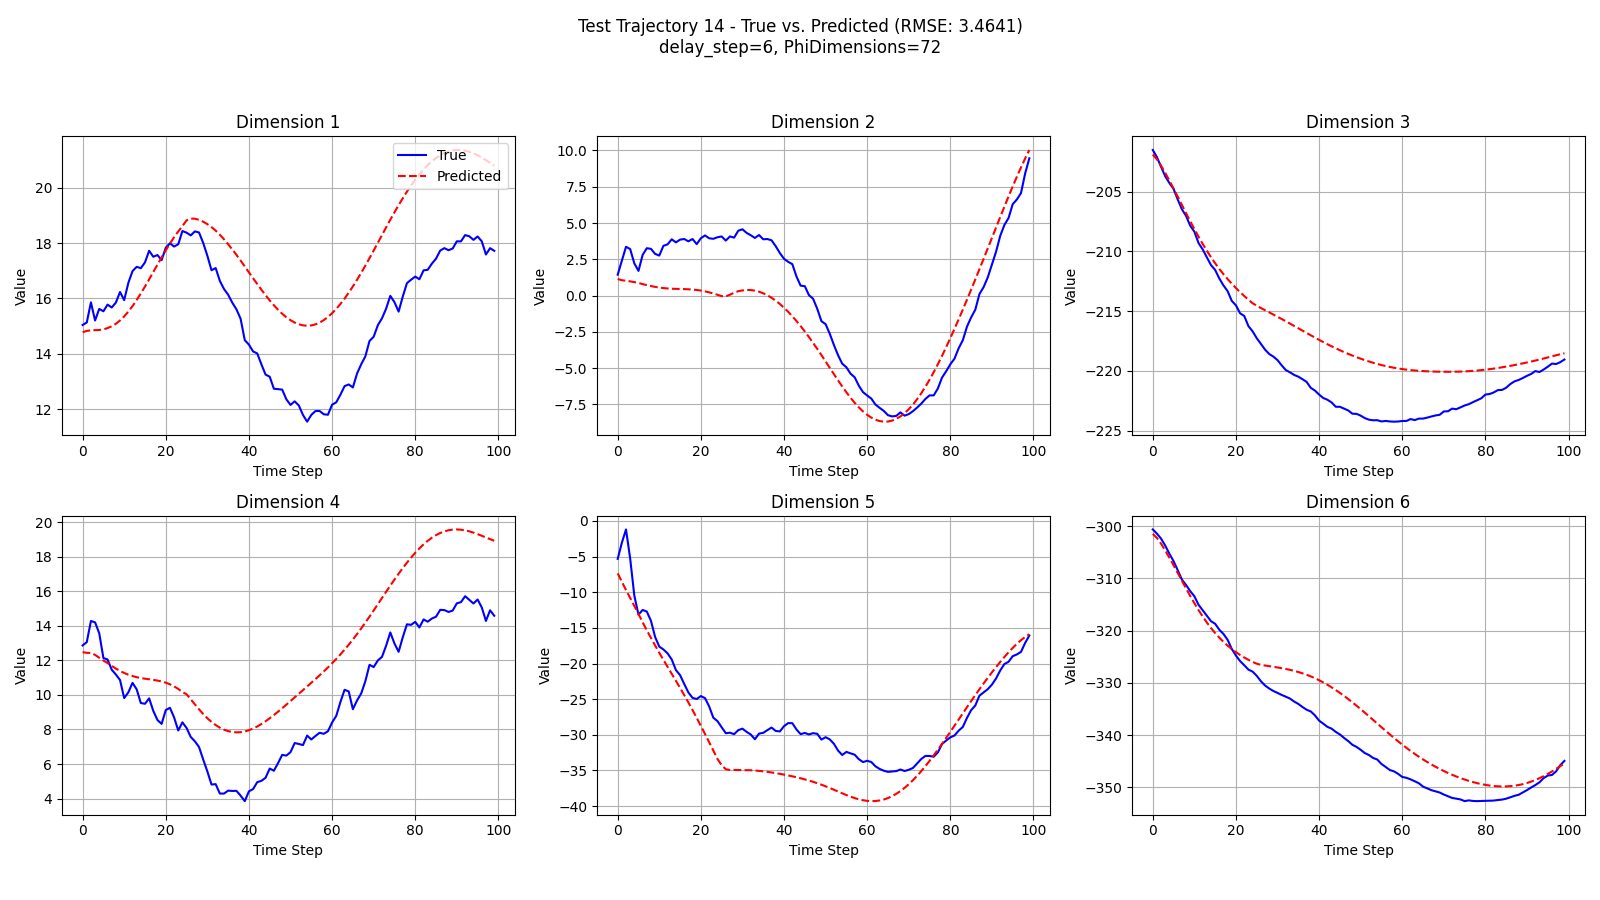 Test Trajectory 14 - True vs. Predicted (RMSE: 3.4641)
delay_step=6, PhiDimensions=72
Dimension 1
Value
20
18
16
14
12
0 20 40 60 80 100
Time Step
True
Predicted
Dimension 2
Value
10.0
7.5
5.0
2.5
0.0
−2.5
−5.0
−7.5
0 20 40 60 80 100
Time Step
Dimension 3
Value
−205
−210
−215
−220
−225
0 20 40 60 80 100
Time Step
Dimension 4
Value
20
18
16
14
12
10
8
6
4
0 20 40 60 80 100
Time Step
Dimension 5
Value
0
−5
−10
−15
−20
−25
−30
−35
−40
0 20 40 60 80 100
Time Step
Dimension 6
Value
−300
−310
−320
−330
−340
−350
0 20 40 60 80 100
Time Step